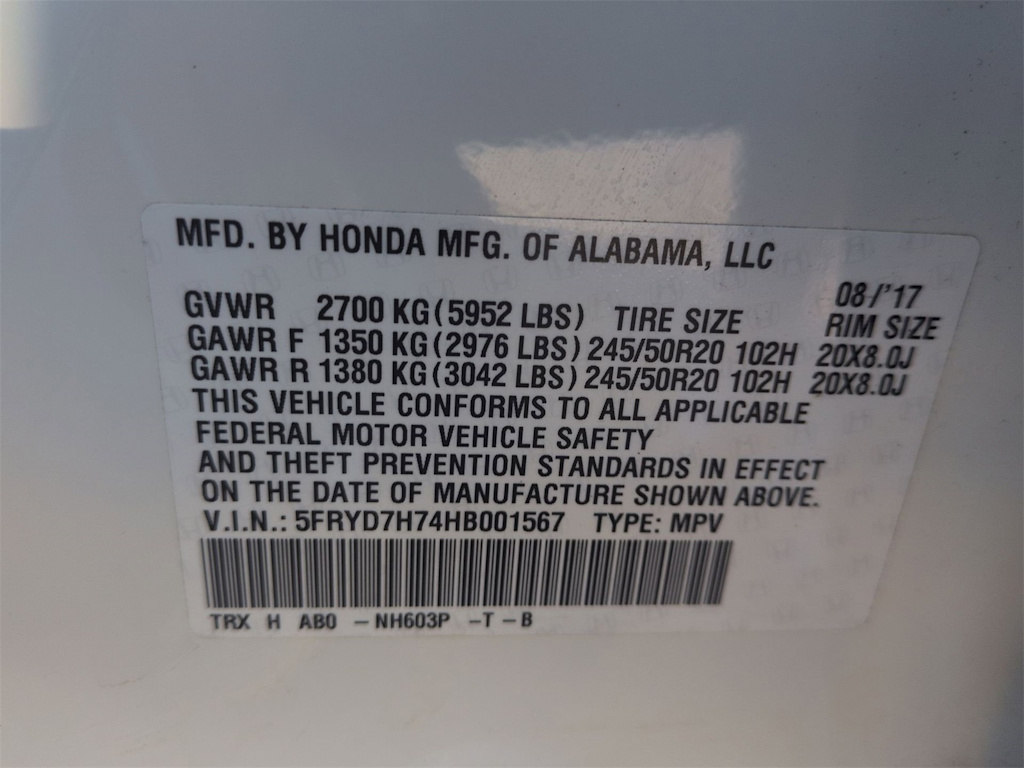 MFD. BY HONDA MFG. OF ALABAMA, LLC
08/'17
GVWR 2700 KG (5952 LBS) TIRE SIZE RIM SIZE
GAWR F 1350 KG (2976 LBS) 245/50R20 102H 20X8.0J
GAWR R 1380 KG (3042 LBS) 245/50R20 102H 20X8.0J
THIS VEHICLE CONFORMS TO ALL APPLICABLE
FEDERAL MOTOR VEHICLE SAFETY
AND THEFT PREVENTION STANDARDS IN EFFECT
ON THE DATE OF MANUFACTURE SHOWN ABOVE.
V.I.N.: 5FRYD7H74HB001567 TYPE: MPV
TRX H AB0 -NH603P -T-B